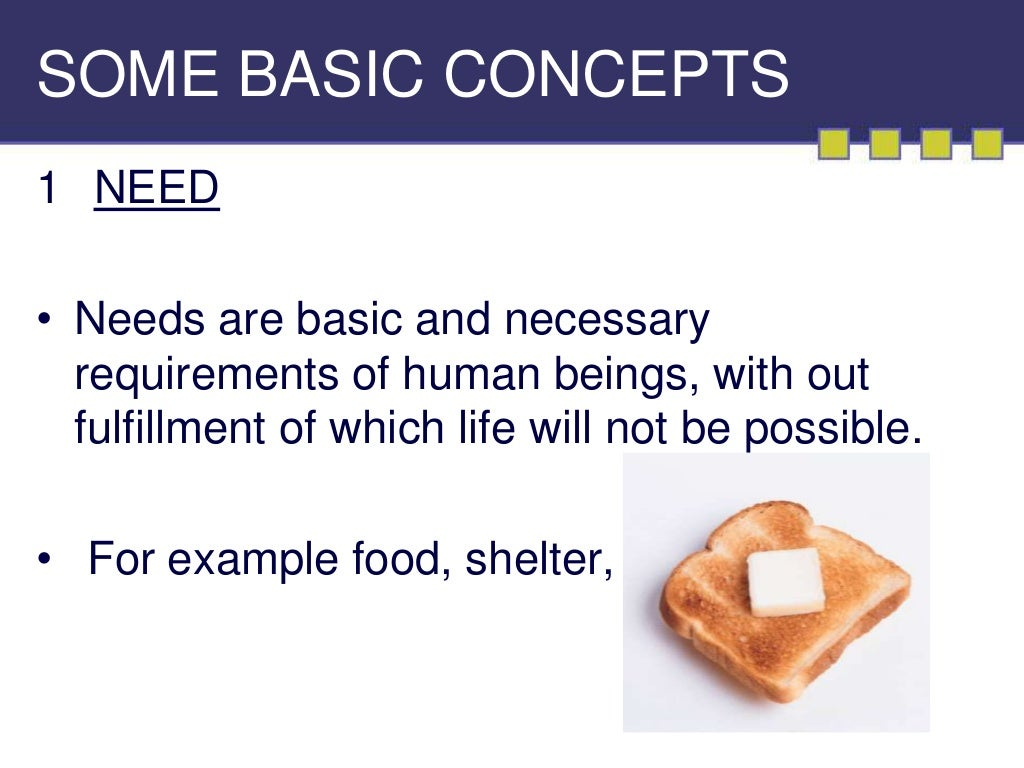 SOME BASIC CONCEPTS
1 NEED
• Needs are basic and necessary
requirements of human beings, with out
fulfillment of which life will not be possible.
• For example food, shelter,